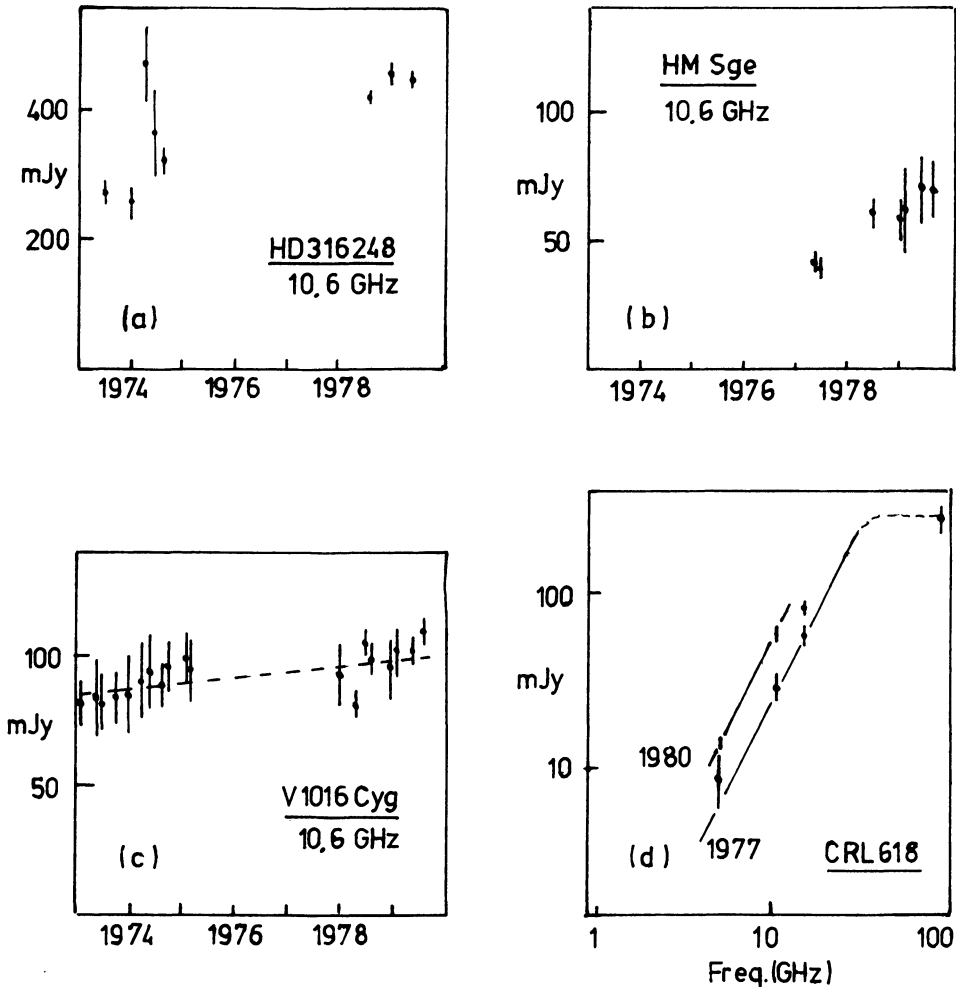 400
mJy
200
HD316248
10,6 GHz
(a)
1974 1976 1978
HM Sge
10,6 GHz
100
mJy
50
(b)
1974 1976 1978
100
mJy
50
V1016 Cyg
10,6 GHz
(c)
1974 1976 1978
100
mJy
10
1980
1977
(d)
CRL618
1 10 100
Freq.(GHz)